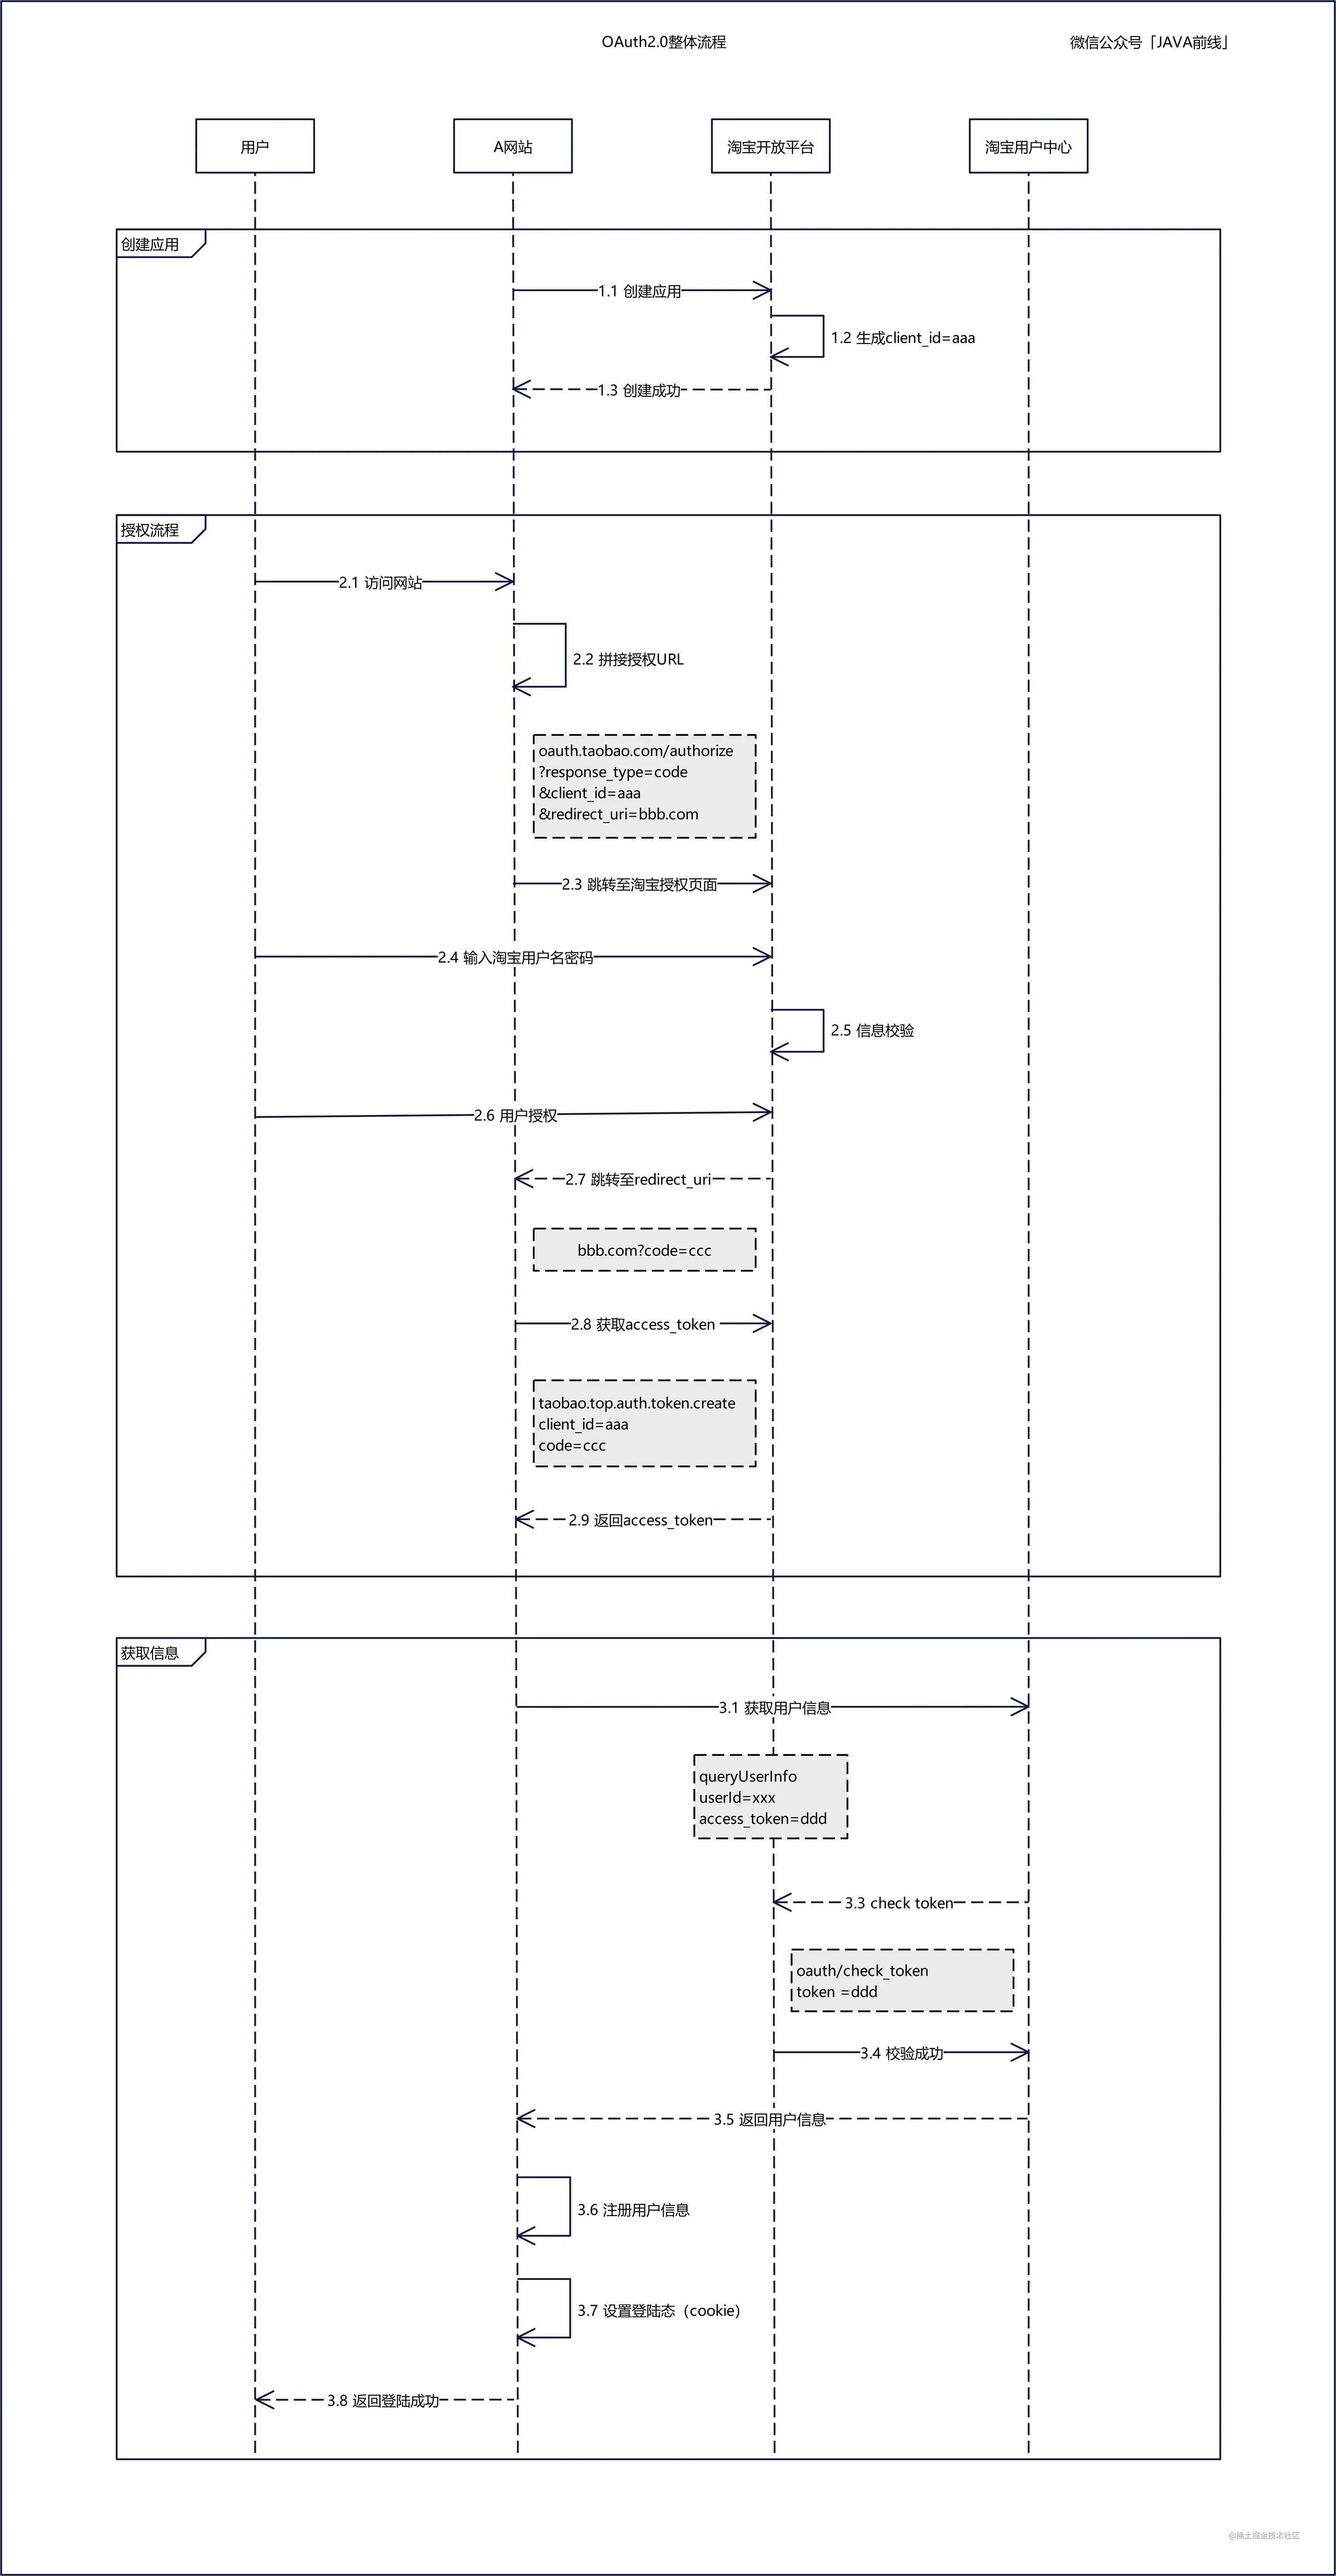 OAuth2.0整体流程
微信公众号「JAVA前线」
用户
A网站
淘宝开放平台
淘宝用户中心
创建应用
1.1 创建应用
1.2 生成client_id=aaa
1.3 创建成功
授权流程
2.1 访问网站
2.2 拼接授权URL
oauth.taobao.com/authorize
?response_type=code
&client_id=aaa
&redirect_uri=bbb.com
2.3 跳转至淘宝授权页面
2.4 输入淘宝用户名密码
2.5 信息校验
2.6 用户授权
2.7 跳转至redirect_uri
bbb.com?code=ccc
2.8 获取access_token
taobao.top.auth.token.create
client_id=aaa
code=ccc
2.9 返回access_token
获取信息
3.1 获取用户信息
queryUserInfo
userId=xxx
access_token=ddd
3.3 check token
oauth/check_token
token =ddd
3.4 校验成功
3.5 返回用户信息
3.6 注册用户信息
3.7 设置登陆态（cookie）
3.8 返回登陆成功
@稀土掘金技术社区